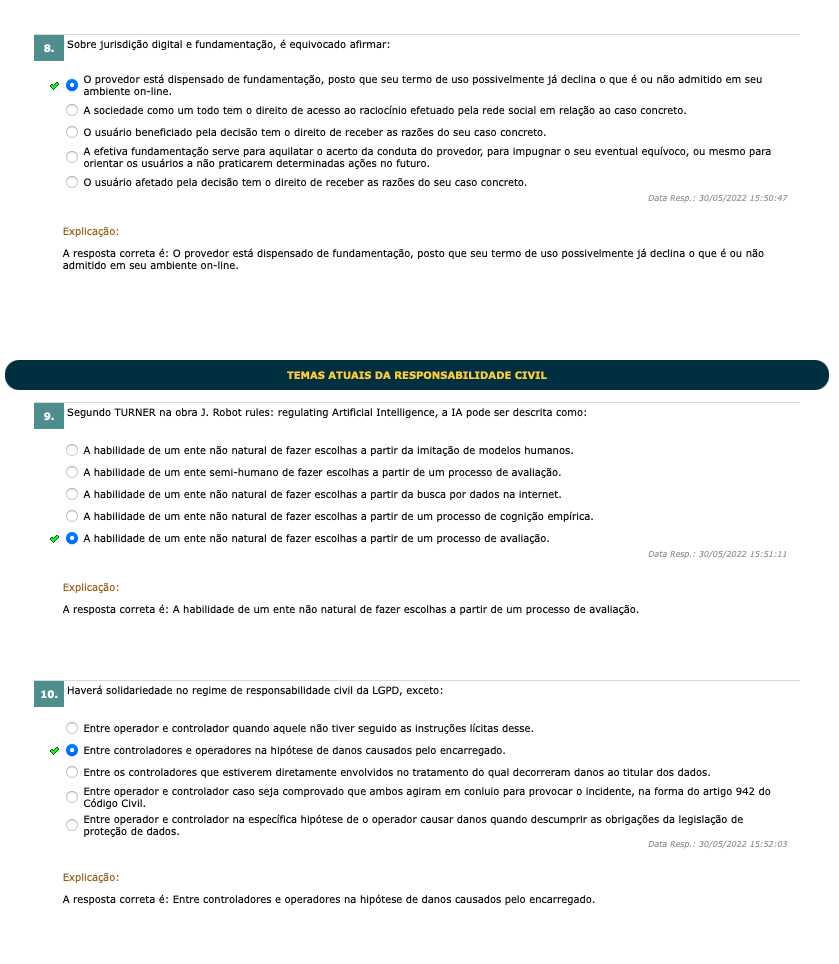 8.
Sobre jurisdição digital e fundamentação, é equivocado afirmar:
O provedor está dispensado de fundamentação, posto que seu termo de uso possivelmente já declina o que é ou não admitido em seu
ambiente on-line.
A sociedade como um todo tem o direito de acesso ao raciocínio efetuado pela rede social em relação ao caso concreto.
O usuário beneficiado pela decisão tem o direito de receber as razões do seu caso concreto.
A efetiva fundamentação serve para aquilatar o acerto da conduta do provedor, para impugnar o seu eventual equívoco, ou mesmo para
orientar os usuários a não praticarem determinadas ações no futuro.
O usuário afetado pela decisão tem o direito de receber as razões do seu caso concreto.
Data Resp.: 30/05/2022 15:50:47
Explicação:
A resposta correta é: O provedor está dispensado de fundamentação, posto que seu termo de uso possivelmente já declina o que é ou não
admitido em seu ambiente on-line.
TEMAS ATUAIS DA RESPONSABILIDADE CIVIL
9.
Segundo TURNER na obra J. Robot rules: regulating Artificial Intelligence, a IA pode ser descrita como:
A habilidade de um ente não natural de fazer escolhas a partir da imitação de modelos humanos.
A habilidade de um ente semi-humano de fazer escolhas a partir de um processo de avaliação.
A habilidade de um ente não natural de fazer escolhas a partir da busca por dados na internet.
A habilidade de um ente não natural de fazer escolhas a partir de um processo de cognição empírica.
A habilidade de um ente não natural de fazer escolhas a partir de um processo de avaliação.
Data Resp.: 30/05/2022 15:51:11
Explicação:
A resposta correta é: A habilidade de um ente não natural de fazer escolhas a partir de um processo de avaliação.
10.
Haverá solidariedade no regime de responsabilidade civil da LGPD, exceto:
Entre operador e controlador quando aquele não tiver seguido as instruções lícitas desse.
Entre controladores e operadores na hipótese de danos causados pelo encarregado.
Entre os controladores que estiverem diretamente envolvidos no tratamento do qual decorreram danos ao titular dos dados.
Entre operador e controlador caso seja comprovado que ambos agiram em conluio para provocar o incidente, na forma do artigo 942 do
Código Civil.
Entre operador e controlador na específica hipótese de o operador causar danos quando descumprir as obrigações da legislação de
proteção de dados.
Data Resp.: 30/05/2022 15:52:03
Explicação:
A resposta correta é: Entre controladores e operadores na hipótese de danos causados pelo encarregado.